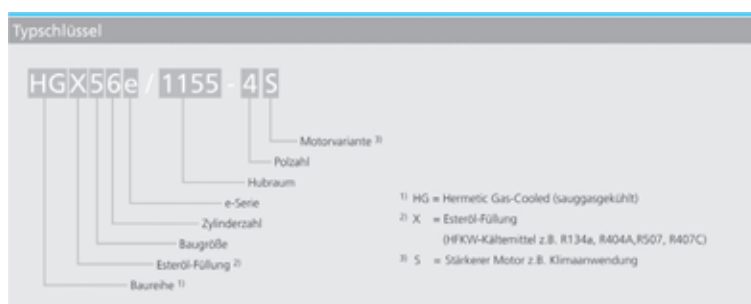 Typschlüssel
HGX56e / 1155 - 4 S
Motorvariante 3)
Polzahl
Hubraum
e-Serie
Zylinderzahl
Baugröße
Esteröl-Füllung 2)
Baureihe 1)
1) HG = Hermetic Gas-Cooled (sauggasgekühlt)
2) X = Esteröl-Füllung
(HFKW-Kältemittel z.B. R134a, R404A,R507, R407C)
3) S = Stärkerer Motor z.B. Klimaanwendung